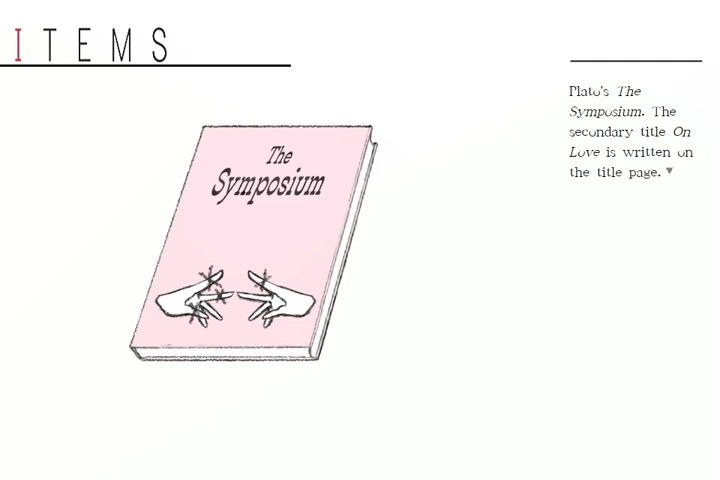 ITEMS
Plato's The
Symposium. The
secondary title On
Love is written on
the title page.
The
Symposium